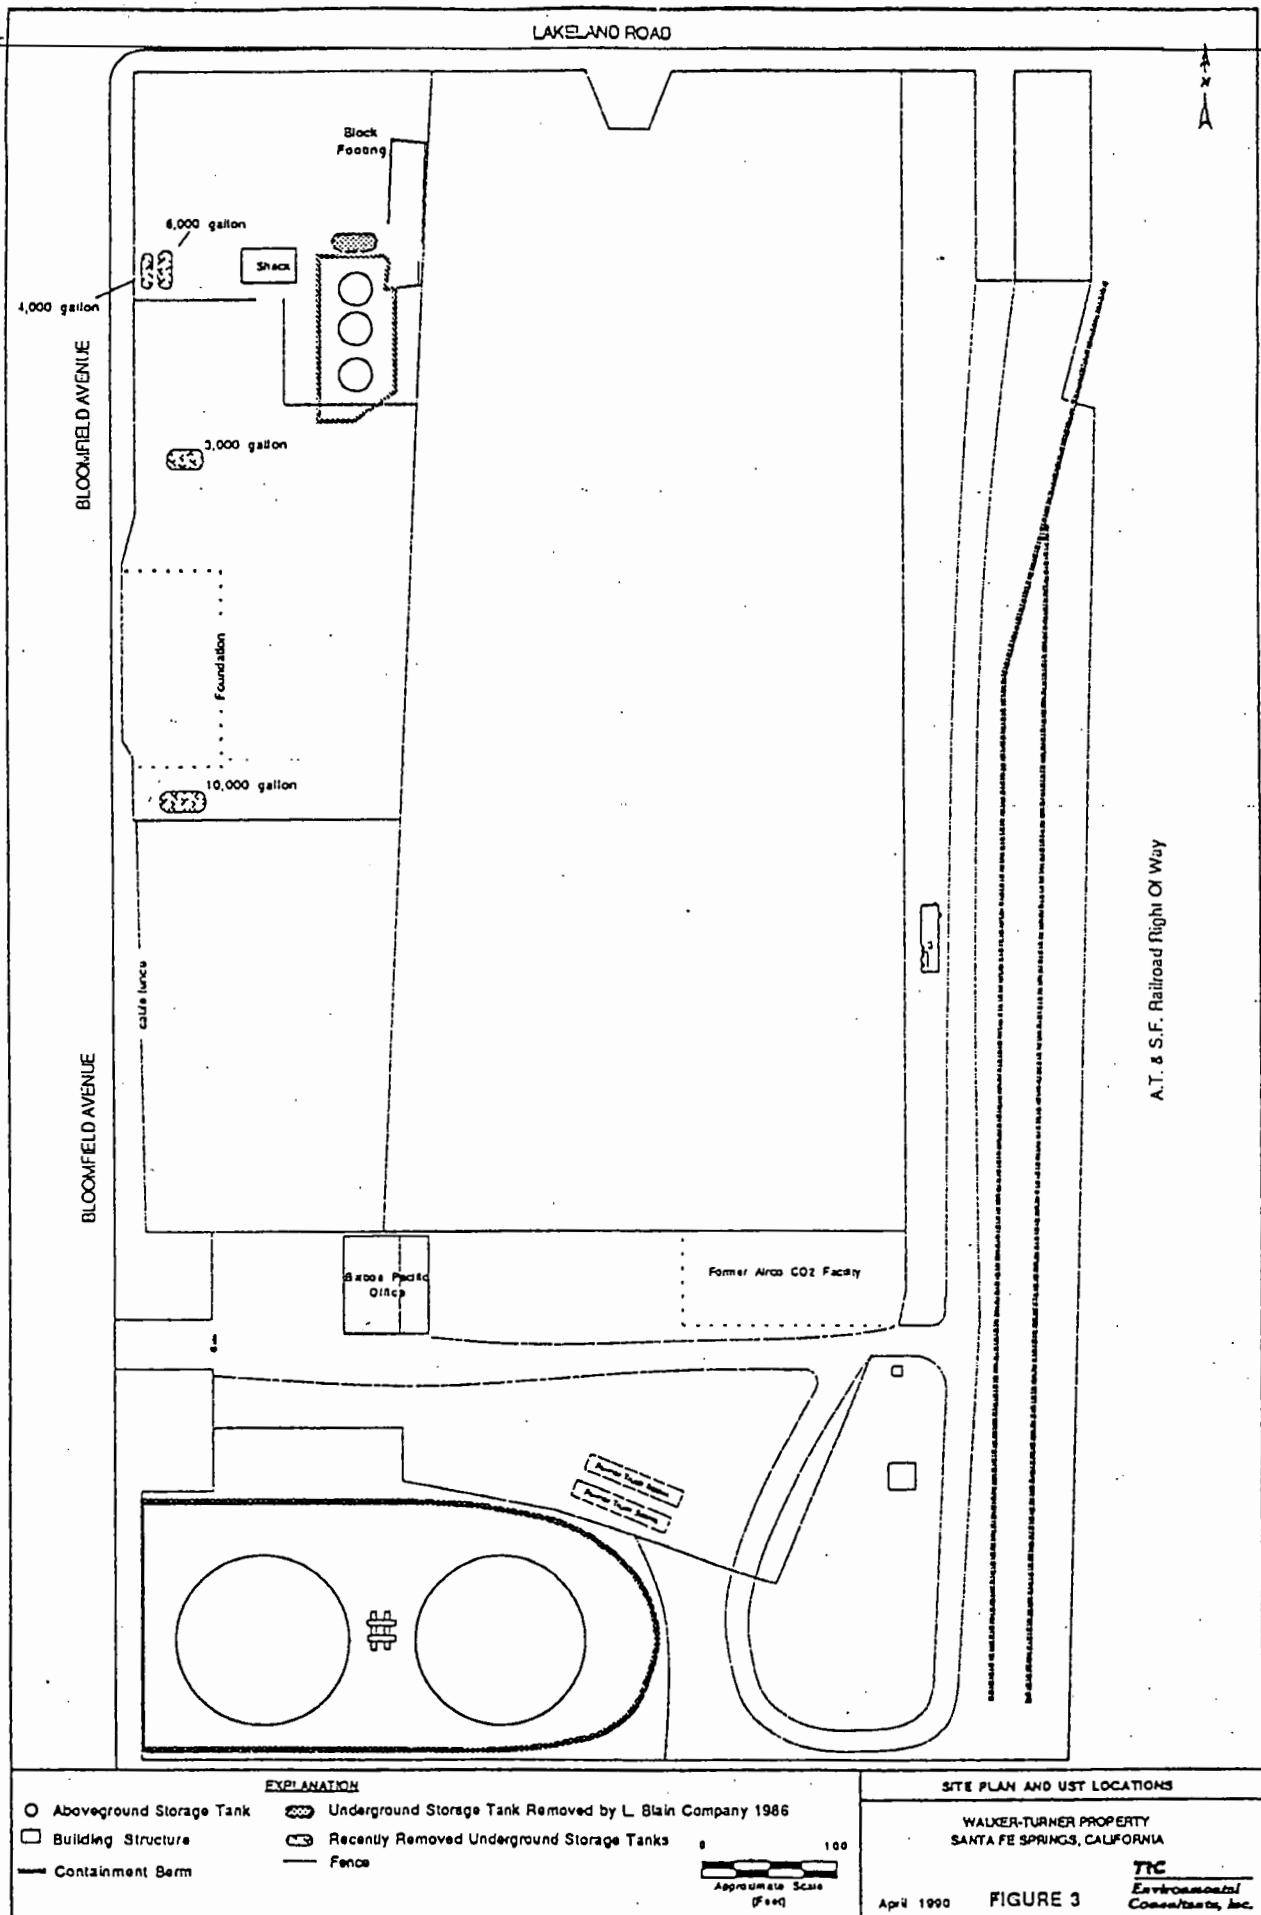 LAKELAND ROAD
Block
Footing
6,000 gallon
Shack
4,000 gallon
BLOOMFIELD AVENUE
3,000 gallon
Foundation
10,000 gallon
A.T. & S.F. Railroad Right Of Way
BLOOMFIELD AVENUE
Pacific
Office
Former Airco CO2 Facility
EXPLANATION
Aboveground Storage Tank
Building Structure
Containment Berm
Underground Storage Tank Removed by L. Blain Company 1986
Recently Removed Underground Storage Tanks
Fence
0 100
Approximate Scale
(Feet)
SITE PLAN AND UST LOCATIONS
WALKER-TURNER PROPERTY
SANTA FE SPRINGS, CALIFORNIA
April 1990
FIGURE 3
Environmental
Consultants, Inc.